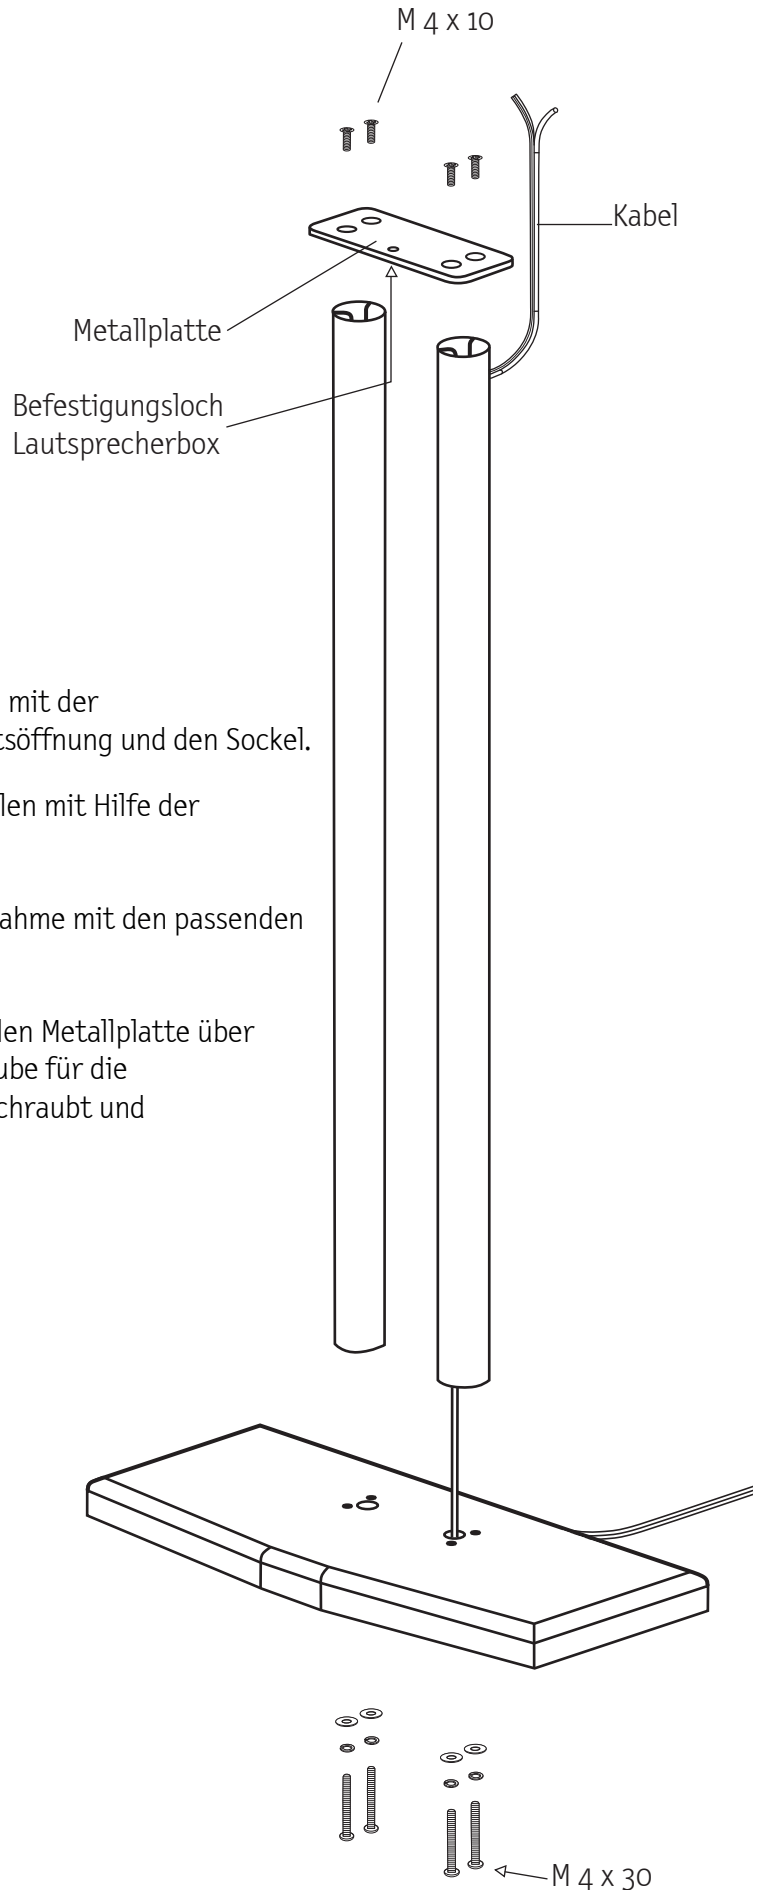 M 4 x 10
Kabel
Metallplatte
Befestigungsloch
Lautsprecherbox
mit der
tsöffnung und den Sockel.
len mit Hilfe der
ahme mit den passenden
len Metallplatte über
ube für die
chraubt und
M 4 x 30